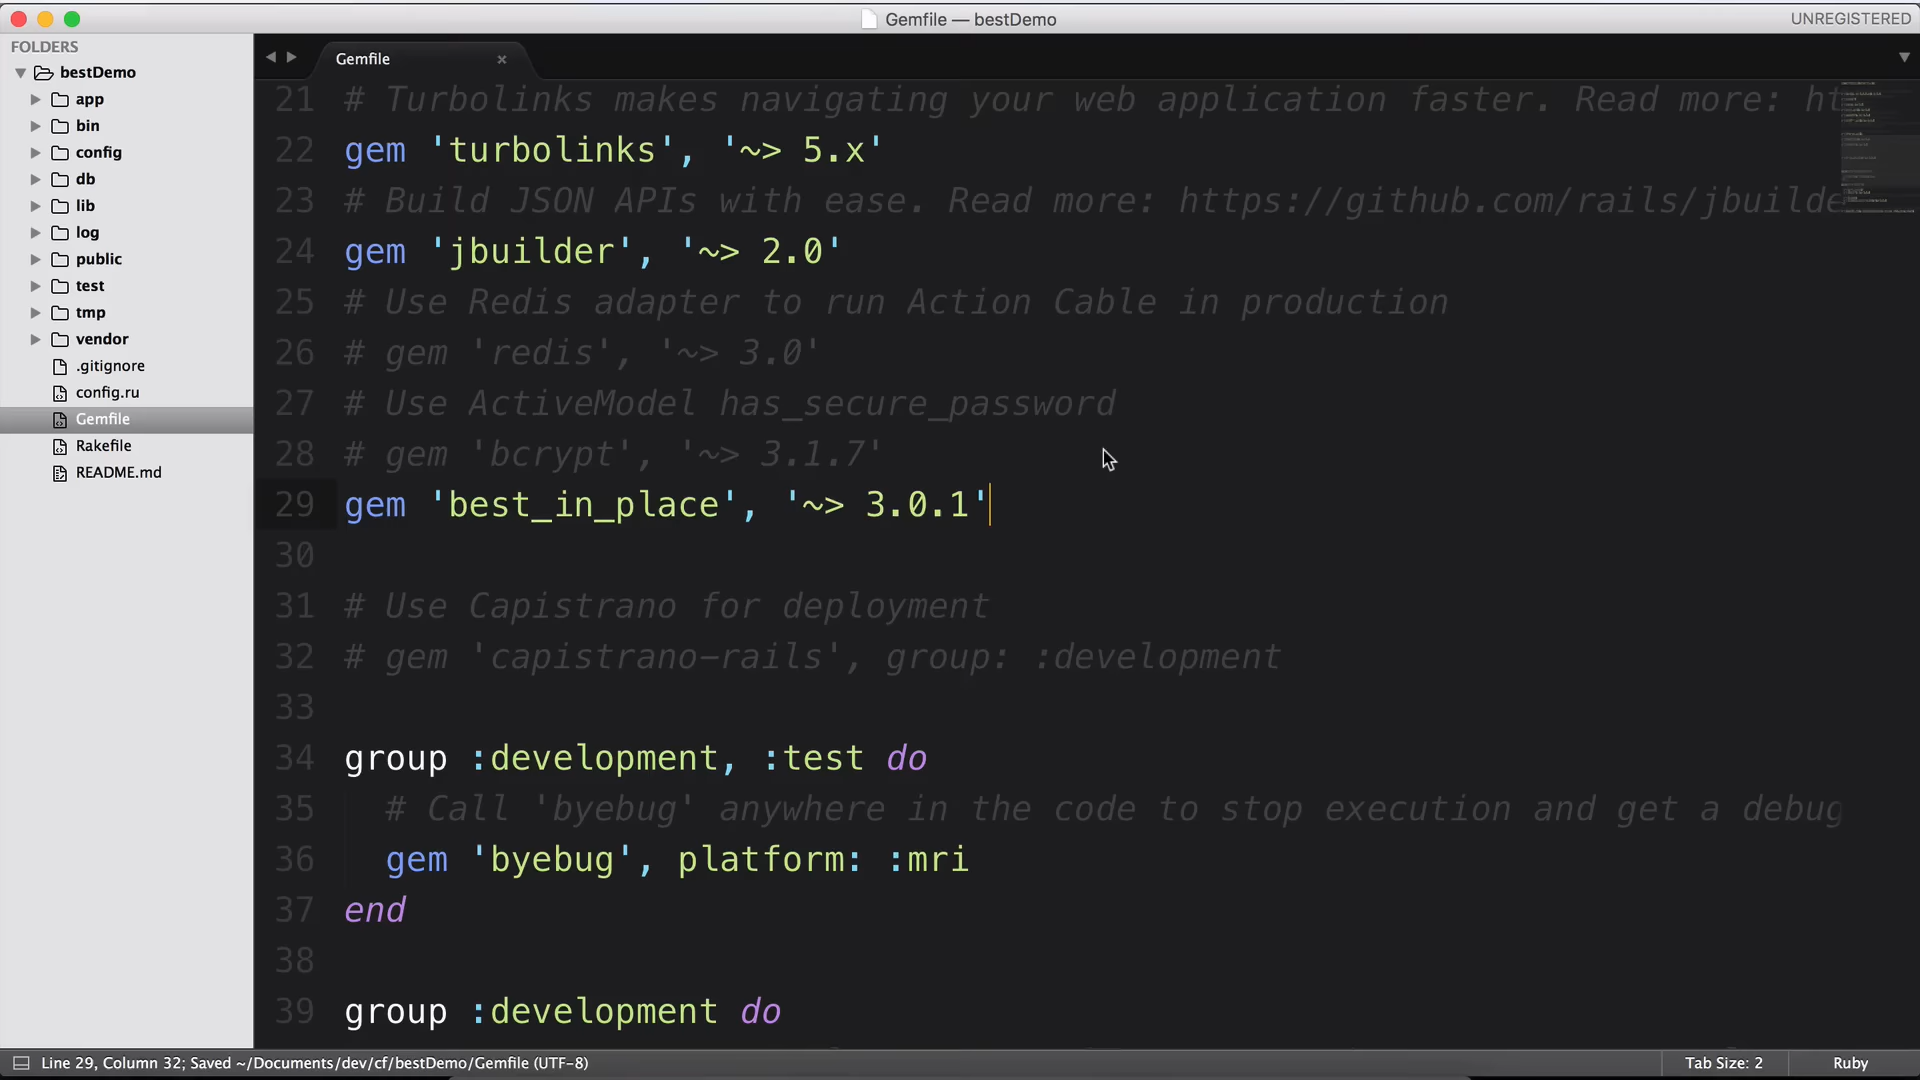 Gemfile — bestDemo
UNREGISTERED
FOLDERS
bestDemo
app
bin
config
db
lib
log
public
test
tmp
vendor
.gitignore
config.ru
Gemfile
Rakefile
README.md
Gemfile
21 # Turbolinks makes navigating your web application faster. Read more: ht
22 gem 'turbolinks', '~> 5.x'
23 # Build JSON APIs with ease. Read more: https://github.com/rails/jbuilde
24 gem 'jbuilder', '~> 2.0'
25 # Use Redis adapter to run Action Cable in production
26 # gem 'redis', '~> 3.0'
27 # Use ActiveModel has_secure_password
28 # gem 'bcrypt', '~> 3.1.7'
29 gem 'best_in_place', '~> 3.0.1'
30
31 # Use Capistrano for deployment
32 # gem 'capistrano-rails', group: :development
33
34 group :development, :test do
35 # Call 'byebug' anywhere in the code to stop execution and get a debug
36 gem 'byebug', platform: :mri
37 end
38
39 group :development do
Line 29, Column 32; Saved ~/Documents/dev/cf/bestDemo/Gemfile (UTF-8)
Tab Size: 2
Ruby